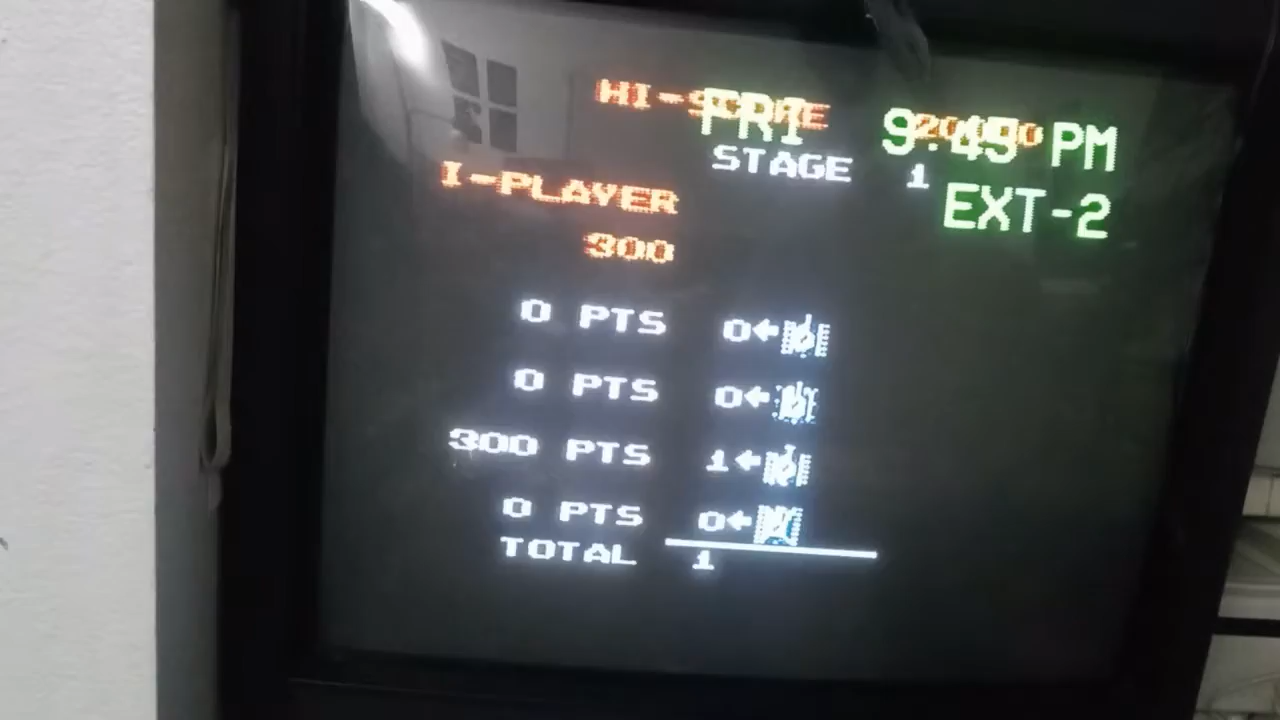 HI-SCORE 20000
FRI 9:45 PM
STAGE 1
I-PLAYER
EXT-2
300
0 PTS 0←
0 PTS 0←
300 PTS 1←
0 PTS 0←
TOTAL 1